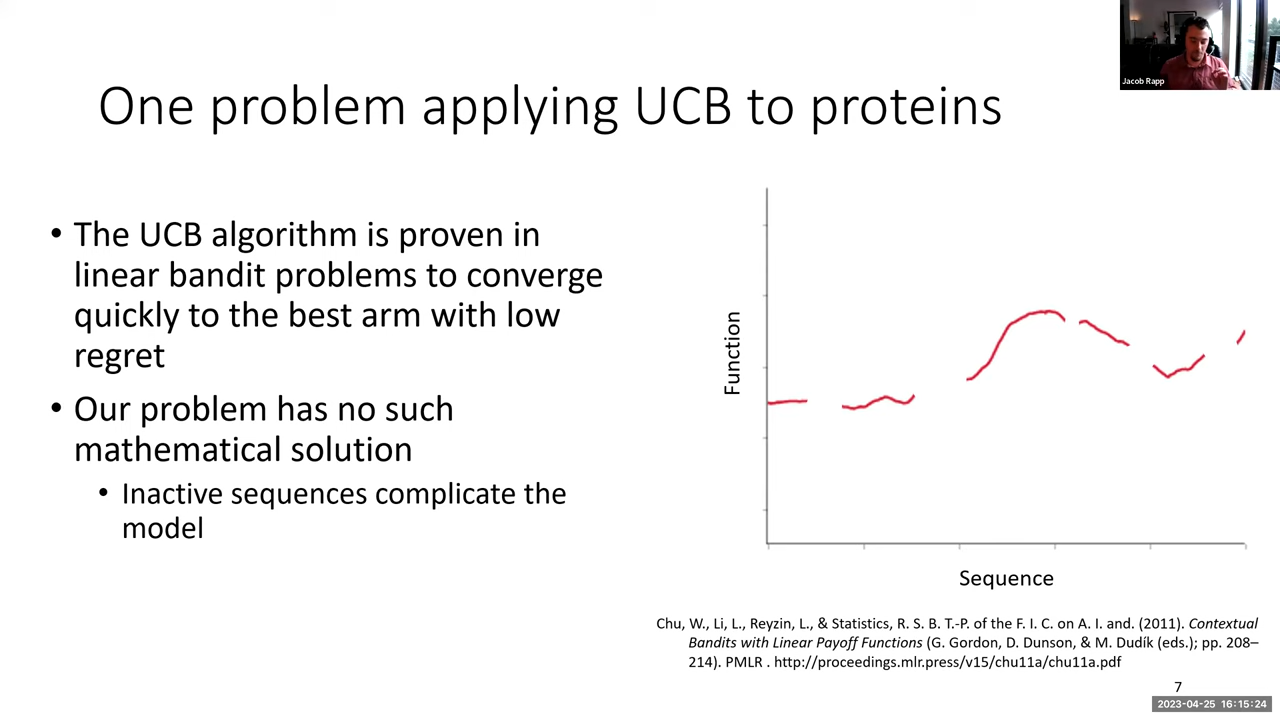 Jacob Rapp
One problem applying UCB to proteins
• The UCB algorithm is proven in
linear bandit problems to converge
quickly to the best arm with low
regret
• Our problem has no such
mathematical solution
• Inactive sequences complicate the
model
Function
Sequence
Chu, W., Li, L., Reyzin, L., & Statistics, R. S. B. T.-P. of the F. I. C. on A. I. and. (2011). Contextual
Bandits with Linear Payoff Functions (G. Gordon, D. Dunson, & M. Dudík (eds.); pp. 208–
214). PMLR . http://proceedings.mlr.press/v15/chu11a/chu11a.pdf
7
2023-04-25 16:15:24